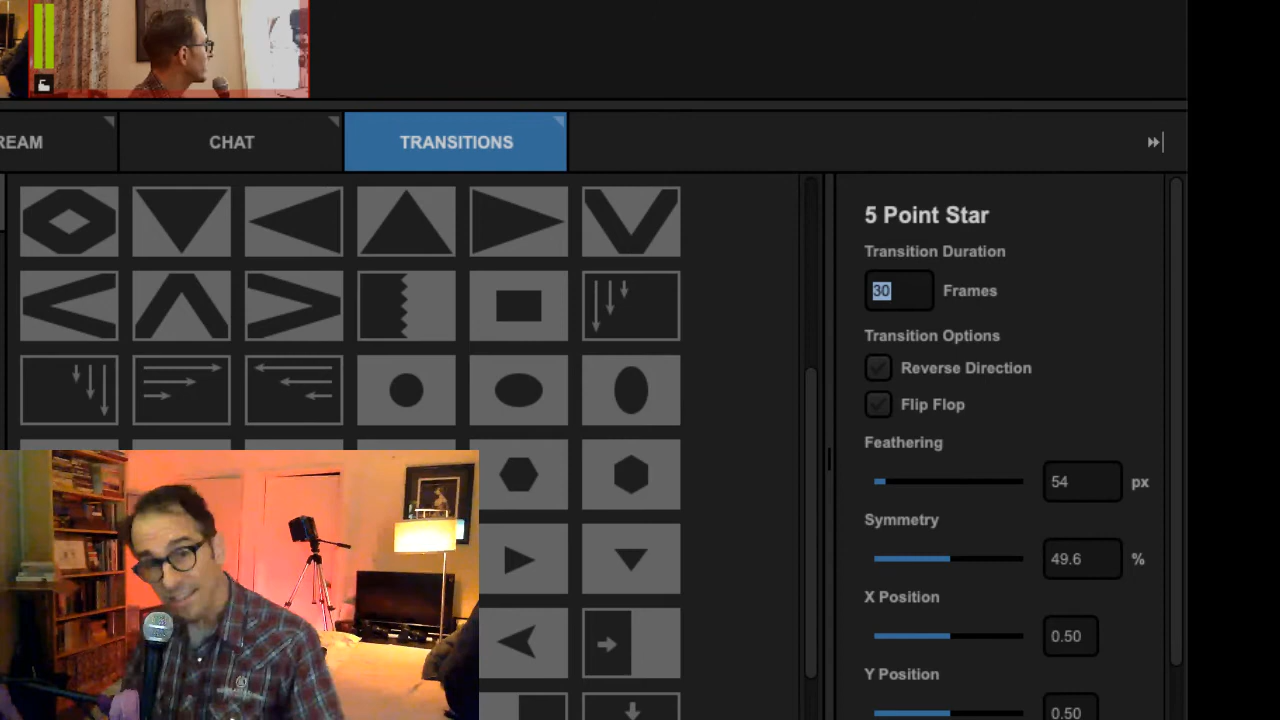 REAM
CHAT
TRANSITIONS
5 Point Star
Transition Duration
30 Frames
Transition Options
Reverse Direction
Flip Flop
Feathering
54 px
Symmetry
49.6 %
X Position
0.50
Y Position
0.50